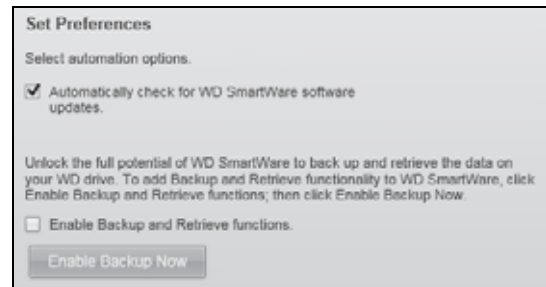 Set Preferences
Select automation options.
Automatically check for WD SmartWare software
updates.
Unlock the full potential of WD SmartWare to back up and retrieve the data on
your WD drive. To add Backup and Retrieve functionality to WD SmartWare, click
Enable Backup and Retrieve functions; then click Enable Backup Now.
Enable Backup and Retrieve functions.
Enable Backup Now